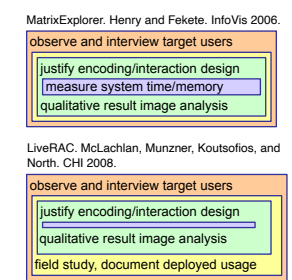 MatrixExplorer. Henry and Fekete. InfoVis 2006.
observe and interview target users
justify encoding/interaction design
measure system time/memory
qualitative result image analysis
LiveRAC. McLachlan, Munzner, Koutsofios, and
North. CHI 2008.
observe and interview target users
justify encoding/interaction design
qualitative result image analysis
field study, document deployed usage